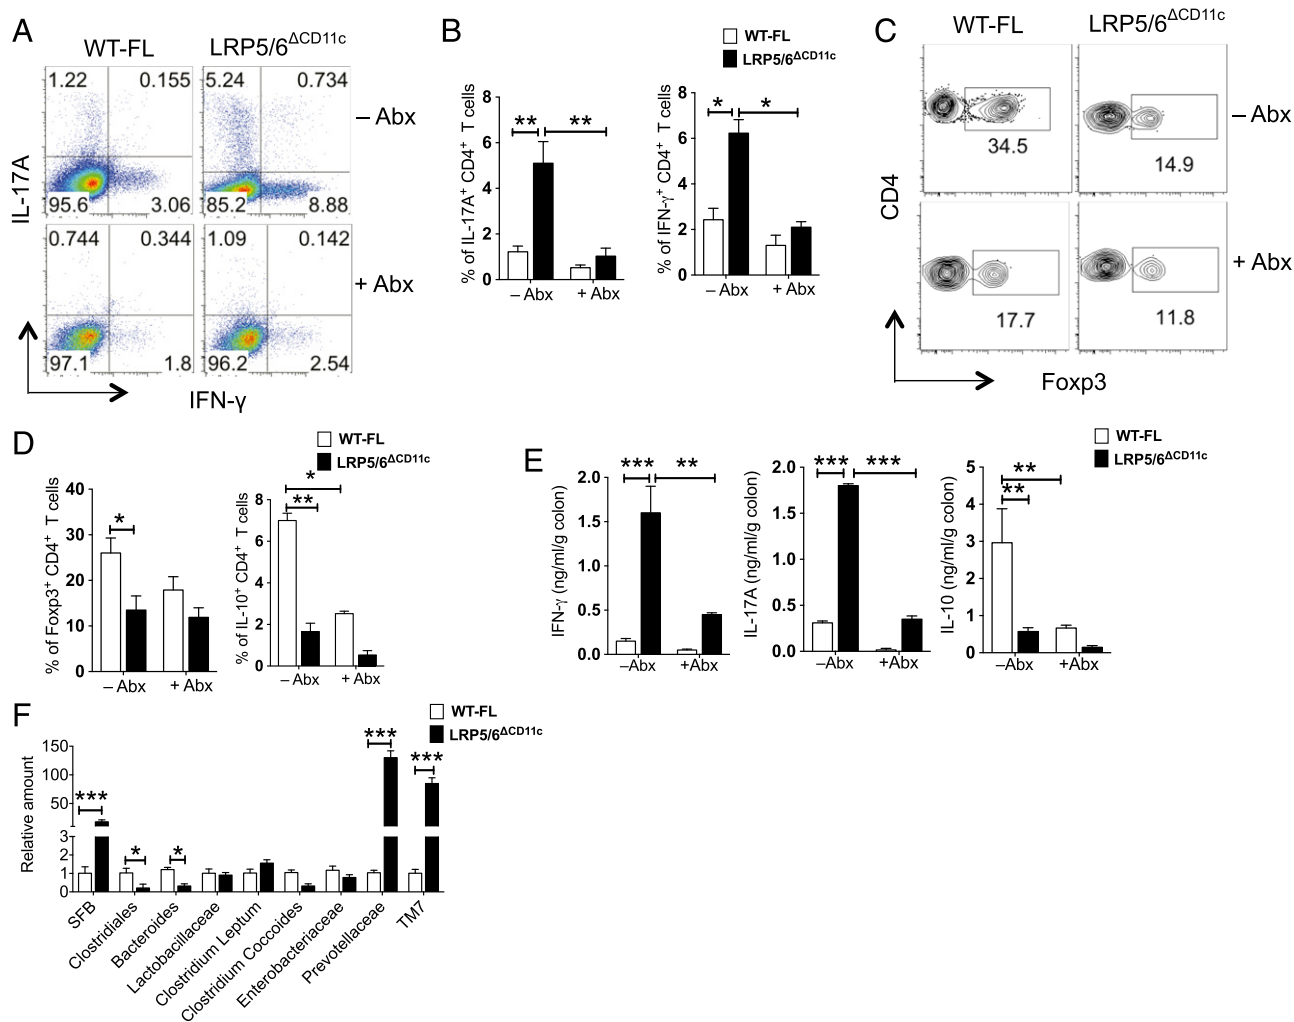 A
WT-FL
LRP5/6ΔCD11c
1.22
0.155
5.24
0.734
– Abx
95.6
3.06
85.2
8.88
0.744
0.344
1.09
0.142
+ Abx
97.1
1.8
96.2
2.54
IL-17A
IFN-γ
B
WT-FL
LRP5/6ΔCD11c
% of IL-17A+ CD4+ T cells
8
6
4
2
0
**
**
– Abx
+ Abx
% of IFN-γ+ CD4+ T cells
8
6
4
2
0
*
*
– Abx
+ Abx
C
WT-FL
LRP5/6ΔCD11c
34.5
14.9
– Abx
17.7
11.8
+ Abx
CD4
Foxp3
D
WT-FL
LRP5/6ΔCD11c
% of Foxp3+ CD4+ T cells
40
30
20
10
0
*
– Abx
+ Abx
% of IL-10+ CD4+ T cells
8
6
4
2
0
*
**
– Abx
+ Abx
E
WT-FL
LRP5/6ΔCD11c
IFN-γ (ng/ml/g colon)
2.0
1.5
1.0
0.5
0.0
***
**
–Abx
+Abx
IL-17A (ng/ml/g colon)
2.0
1.5
1.0
0.5
0.0
***
***
–Abx
+Abx
IL-10 (ng/ml/g colon)
5
4
3
2
1
0
**
**
–Abx
+Abx
F
WT-FL
LRP5/6ΔCD11c
Relative amount
150
100
50
3
2
1
0
***
*
*
***
***
SFB
Clostridiales
Bacteroides
Lactobacillaceae
Clostridium Leptum
Clostridium Coccoides
Enterobacteriaceae
Prevotellaceae
TM7